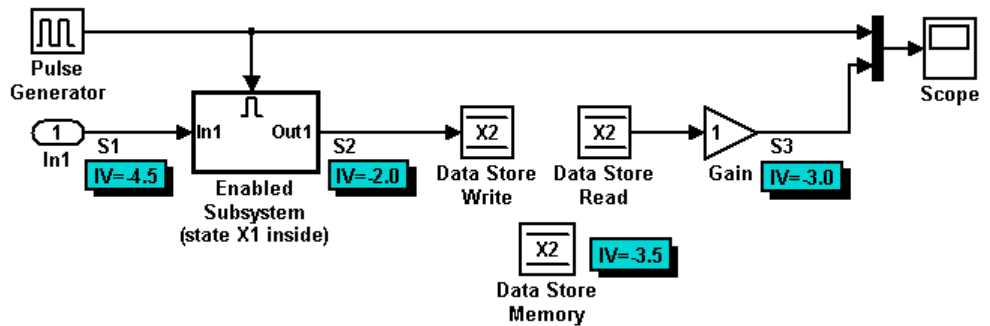 Pulse
Generator
1
In1
S1
IV=-4.5
In1
Out1
Enabled
Subsystem
(state X1 inside)
S2
IV=-2.0
X2
Data Store
Write
X2
Data Store
Read
1
Gain
S3
IV=-3.0
Scope
X2
IV=-3.5
Data Store
Memory